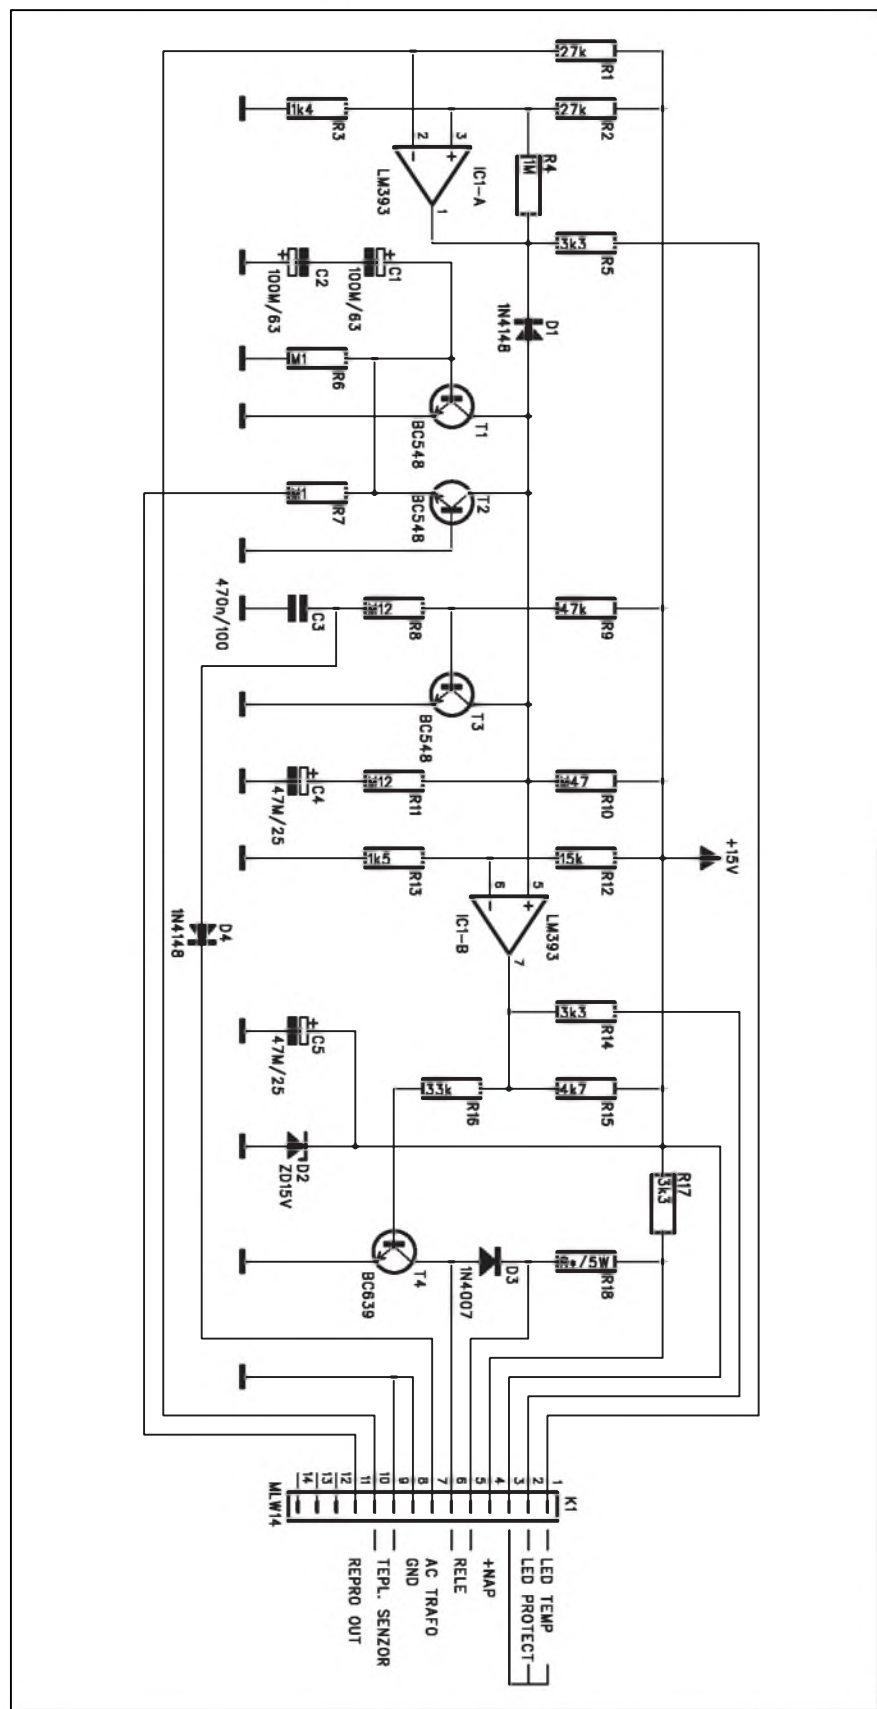 27k
R1
1k4
R3
27k
R2
2
3
IC1-A
LM393
1
1M
R4
3k3
R5
C2
100M/63
C1
100M/63
D1
1N4148
M1
R6
T1
BC548
M1
R7
T2
BC548
C3
470n/100
M12
R8
47k
R9
T3
BC548
C4
47M/25
M12
R11
M47
R10
+15V
1k5
R13
15k
R12
6
5
LM393
IC1-B
7
D4
1N4148
3k3
R14
C5
47M/25
33k
R16
4k7
R15
D2
ZD15V
3k3
R17
T4
BC639
D3
1N4007
Re/5W
R18
K1
1
2
3
4
5
6
7
8
9
10
11
12
13
14
MLW14
LED TEMP
LED PROTECT
+NAP
RELE
AC TRAFO
GND
TEPL. SENZOR
REPRO OUT